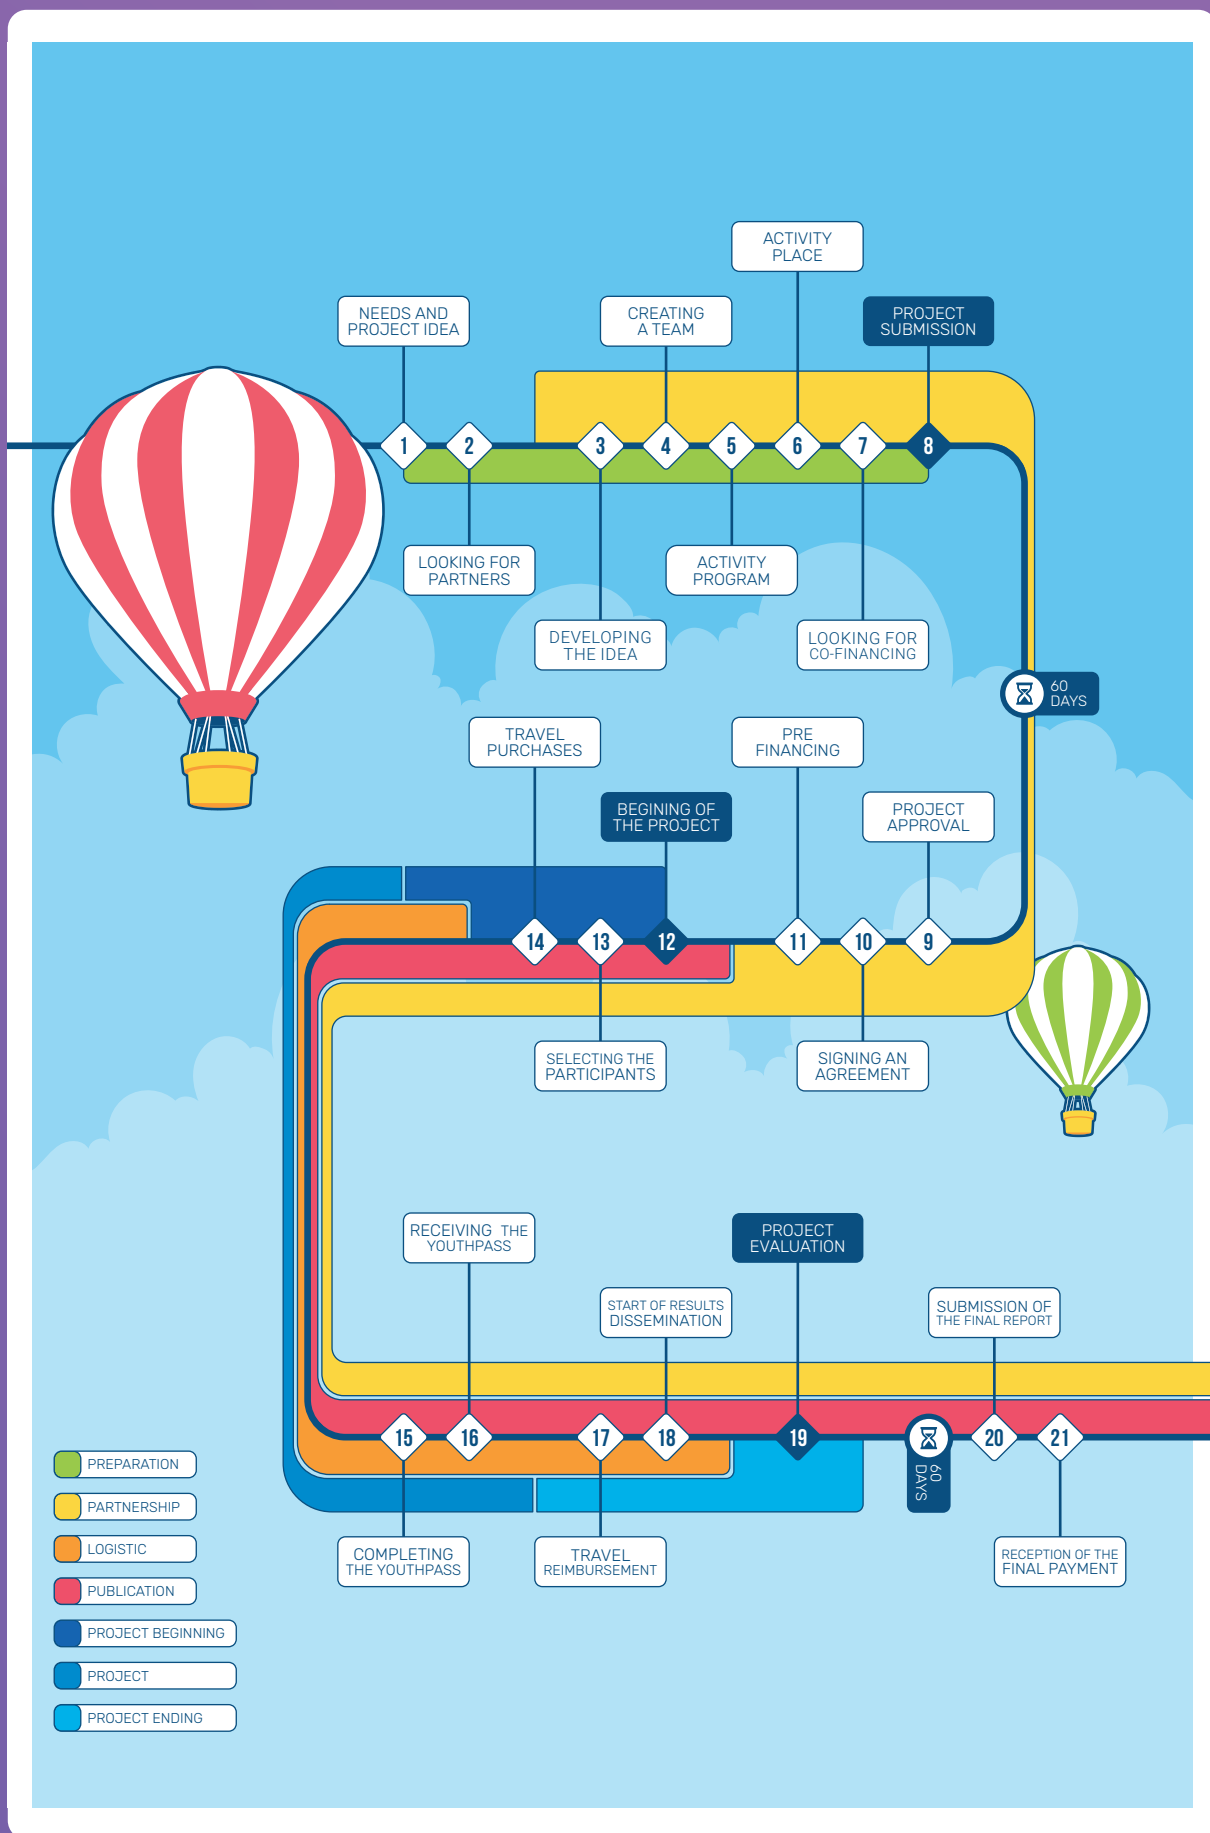 ACTIVITY
PLACE
NEEDS AND
PROJECT IDEA
CREATING
A TEAM
PROJECT
SUBMISSION
1
2
3
4
5
6
7
8
LOOKING FOR
PARTNERS
ACTIVITY
PROGRAM
DEVELOPING
THE IDEA
LOOKING FOR
CO-FINANCING
60
DAYS
TRAVEL
PURCHASES
PRE
FINANCING
BEGINING OF
THE PROJECT
PROJECT
APPROVAL
14
13
12
11
10
9
SELECTING THE
PARTICIPANTS
SIGNING AN
AGREEMENT
RECEIVING THE
YOUTHPASS
PROJECT
EVALUATION
START OF RESULTS
DISSEMINATION
SUBMISSION OF
THE FINAL REPORT
15
16
17
18
19
20
21
60
DAYS
COMPLETING
THE YOUTHPASS
TRAVEL
REIMBURSEMENT
RECEPTION OF THE
FINAL PAYMENT
PREPARATION
PARTNERSHIP
LOGISTIC
PUBLICATION
PROJECT BEGINNING
PROJECT
PROJECT ENDING